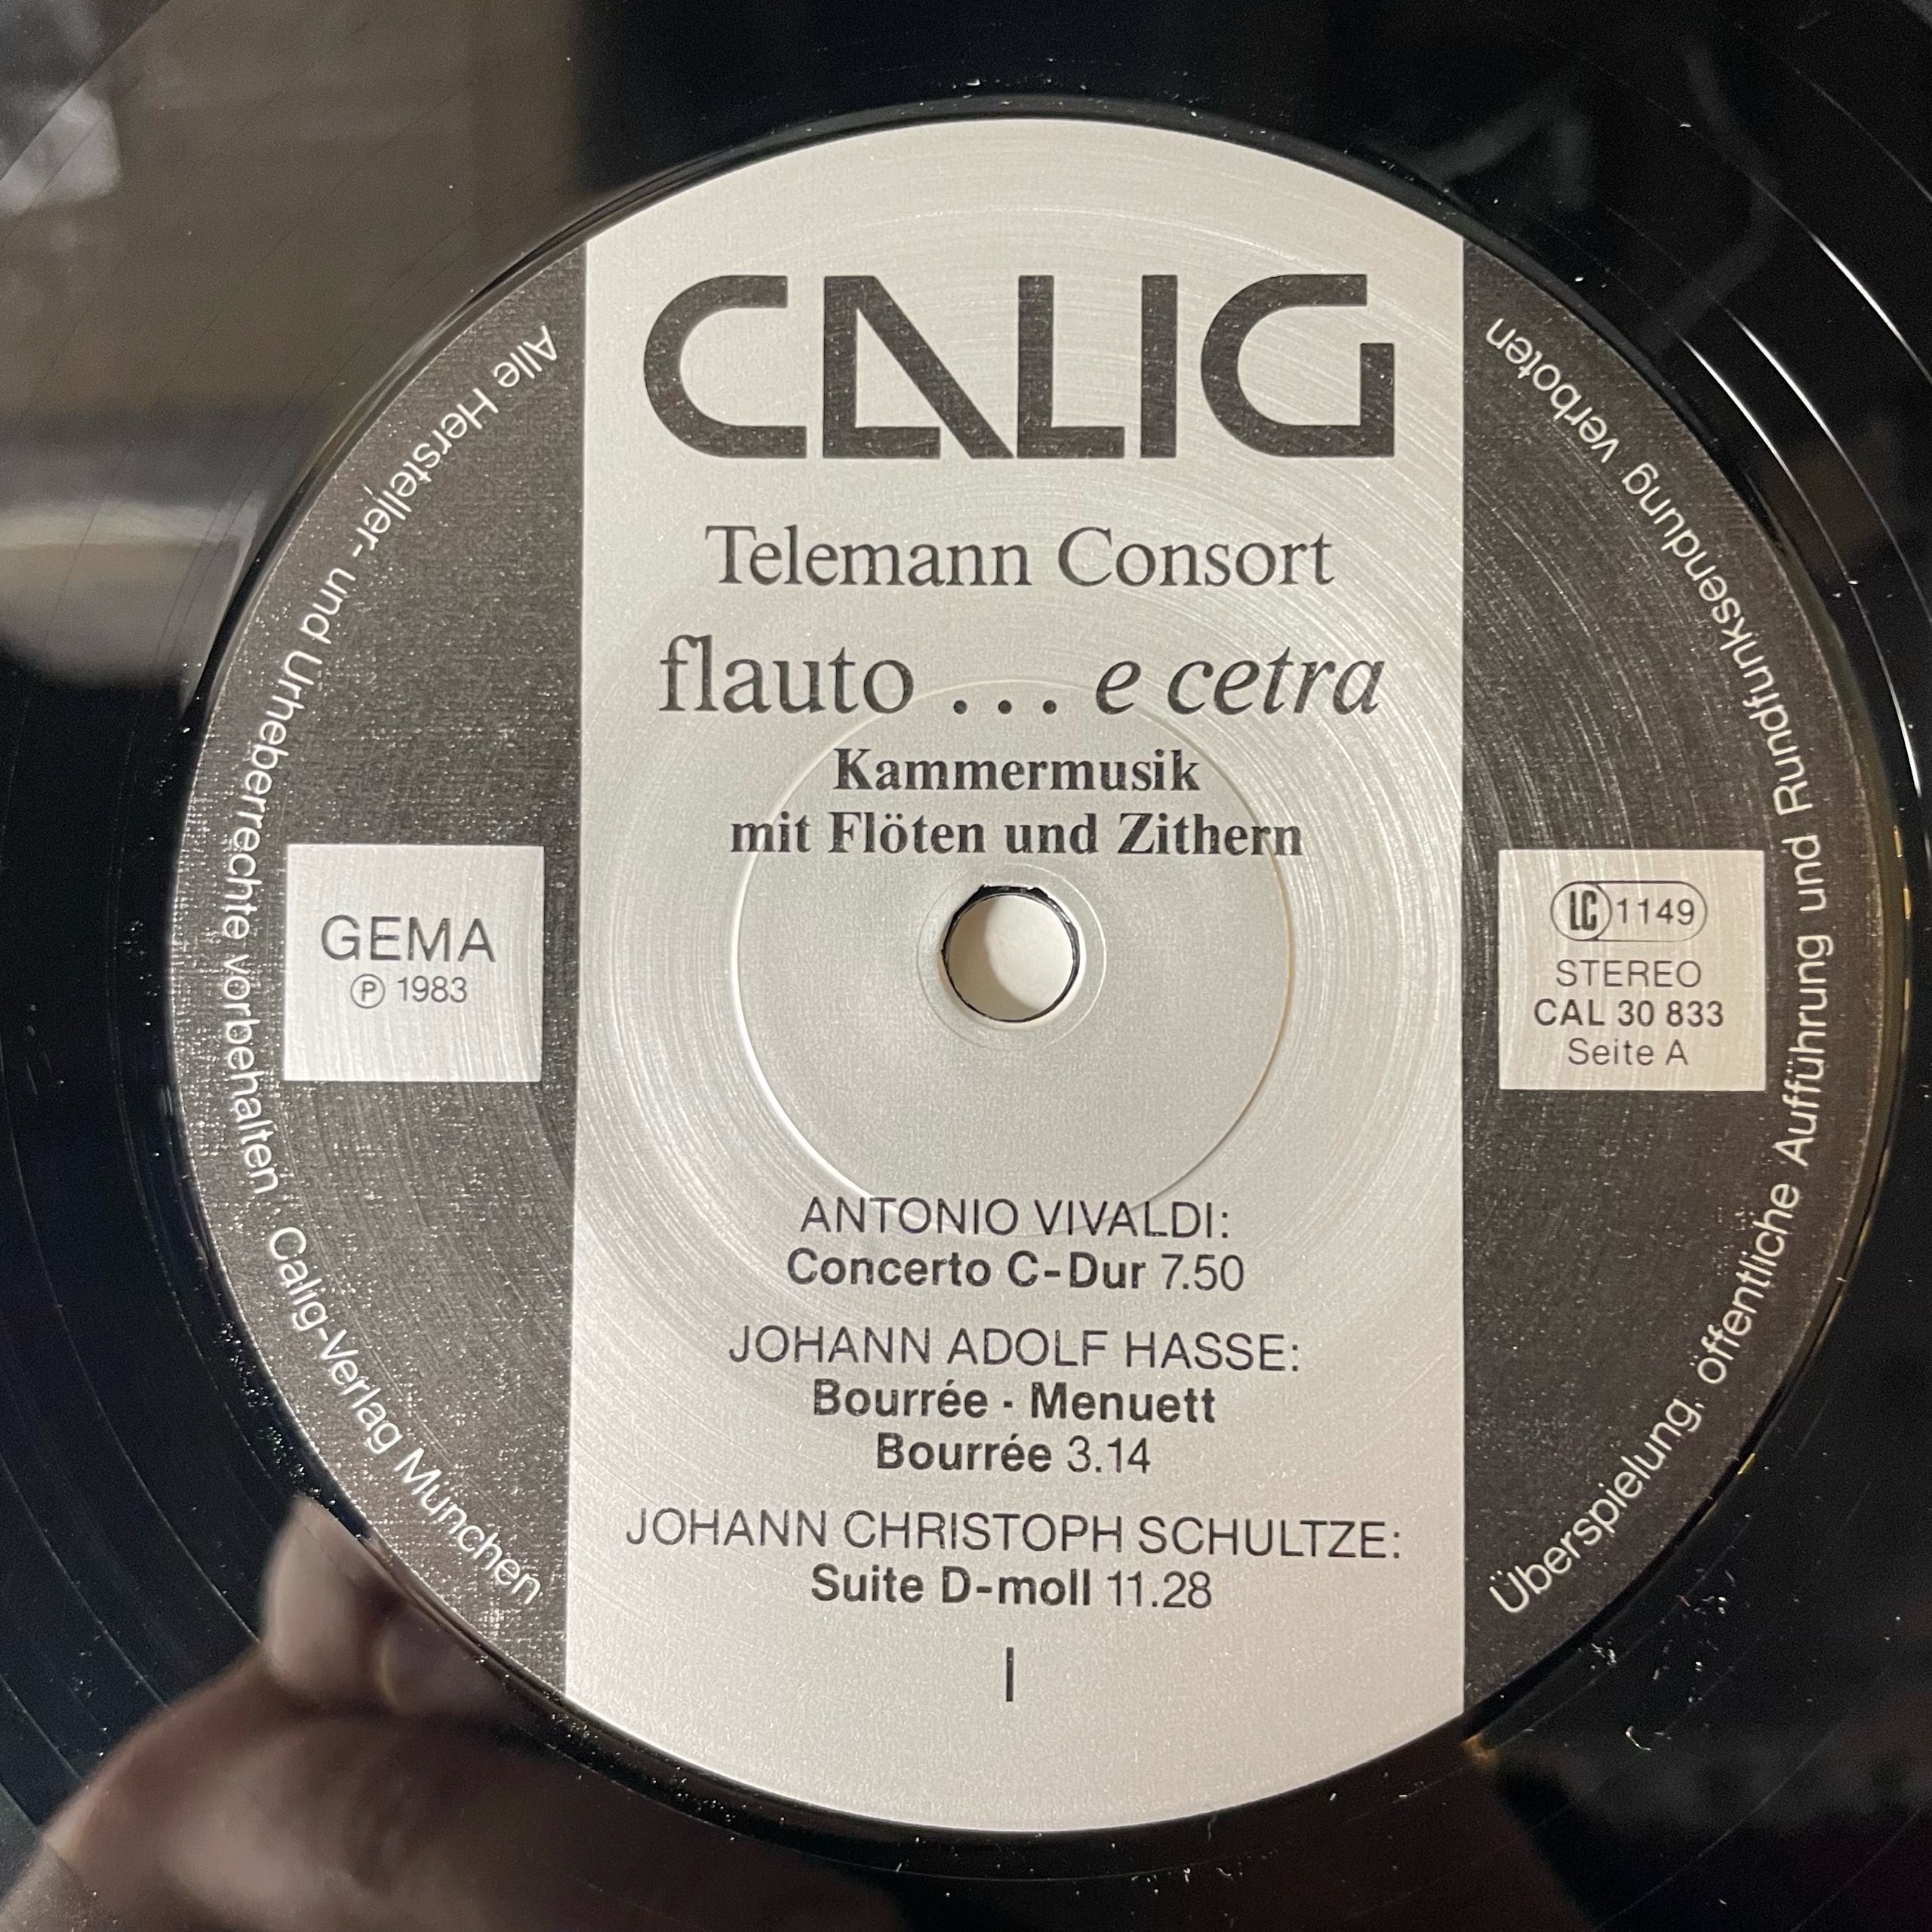 CALIG
Telemann Consort
flauto . . . e cetra
Kammermusik
mit Flöten und Zithern
GEMA
Ⓟ 1983
LC 1149
STEREO
CAL 30 833
Seite A
ANTONIO VIVALDI:
Concerto C-Dur 7.50
JOHANN ADOLF HASSE:
Bourrée · Menuett
Bourrée 3.14
JOHANN CHRISTOPH SCHULTZE:
Suite D-moll 11.28
I
Alle Hersteller- und Urheberrechte vorbehalten, Calig-Verlag München
Überspielung, öffentliche Aufführung und Rundfunksendung verboten